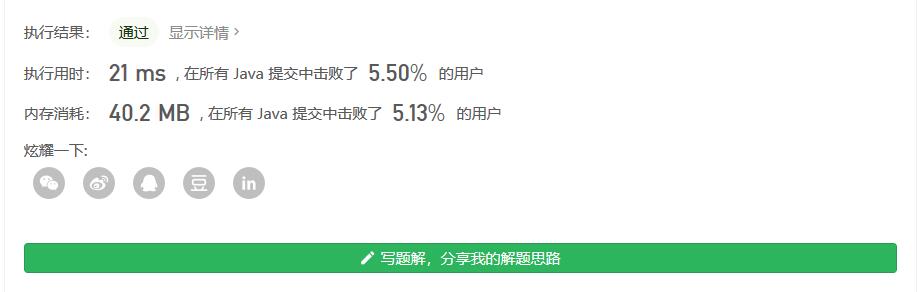 执行结果： 通过 显示详情 >
执行用时： 21 ms , 在所有 Java 提交中击败了 5.50% 的用户
内存消耗： 40.2 MB , 在所有 Java 提交中击败了 5.13% 的用户
炫耀一下:
豆 in
写题解，分享我的解题思路